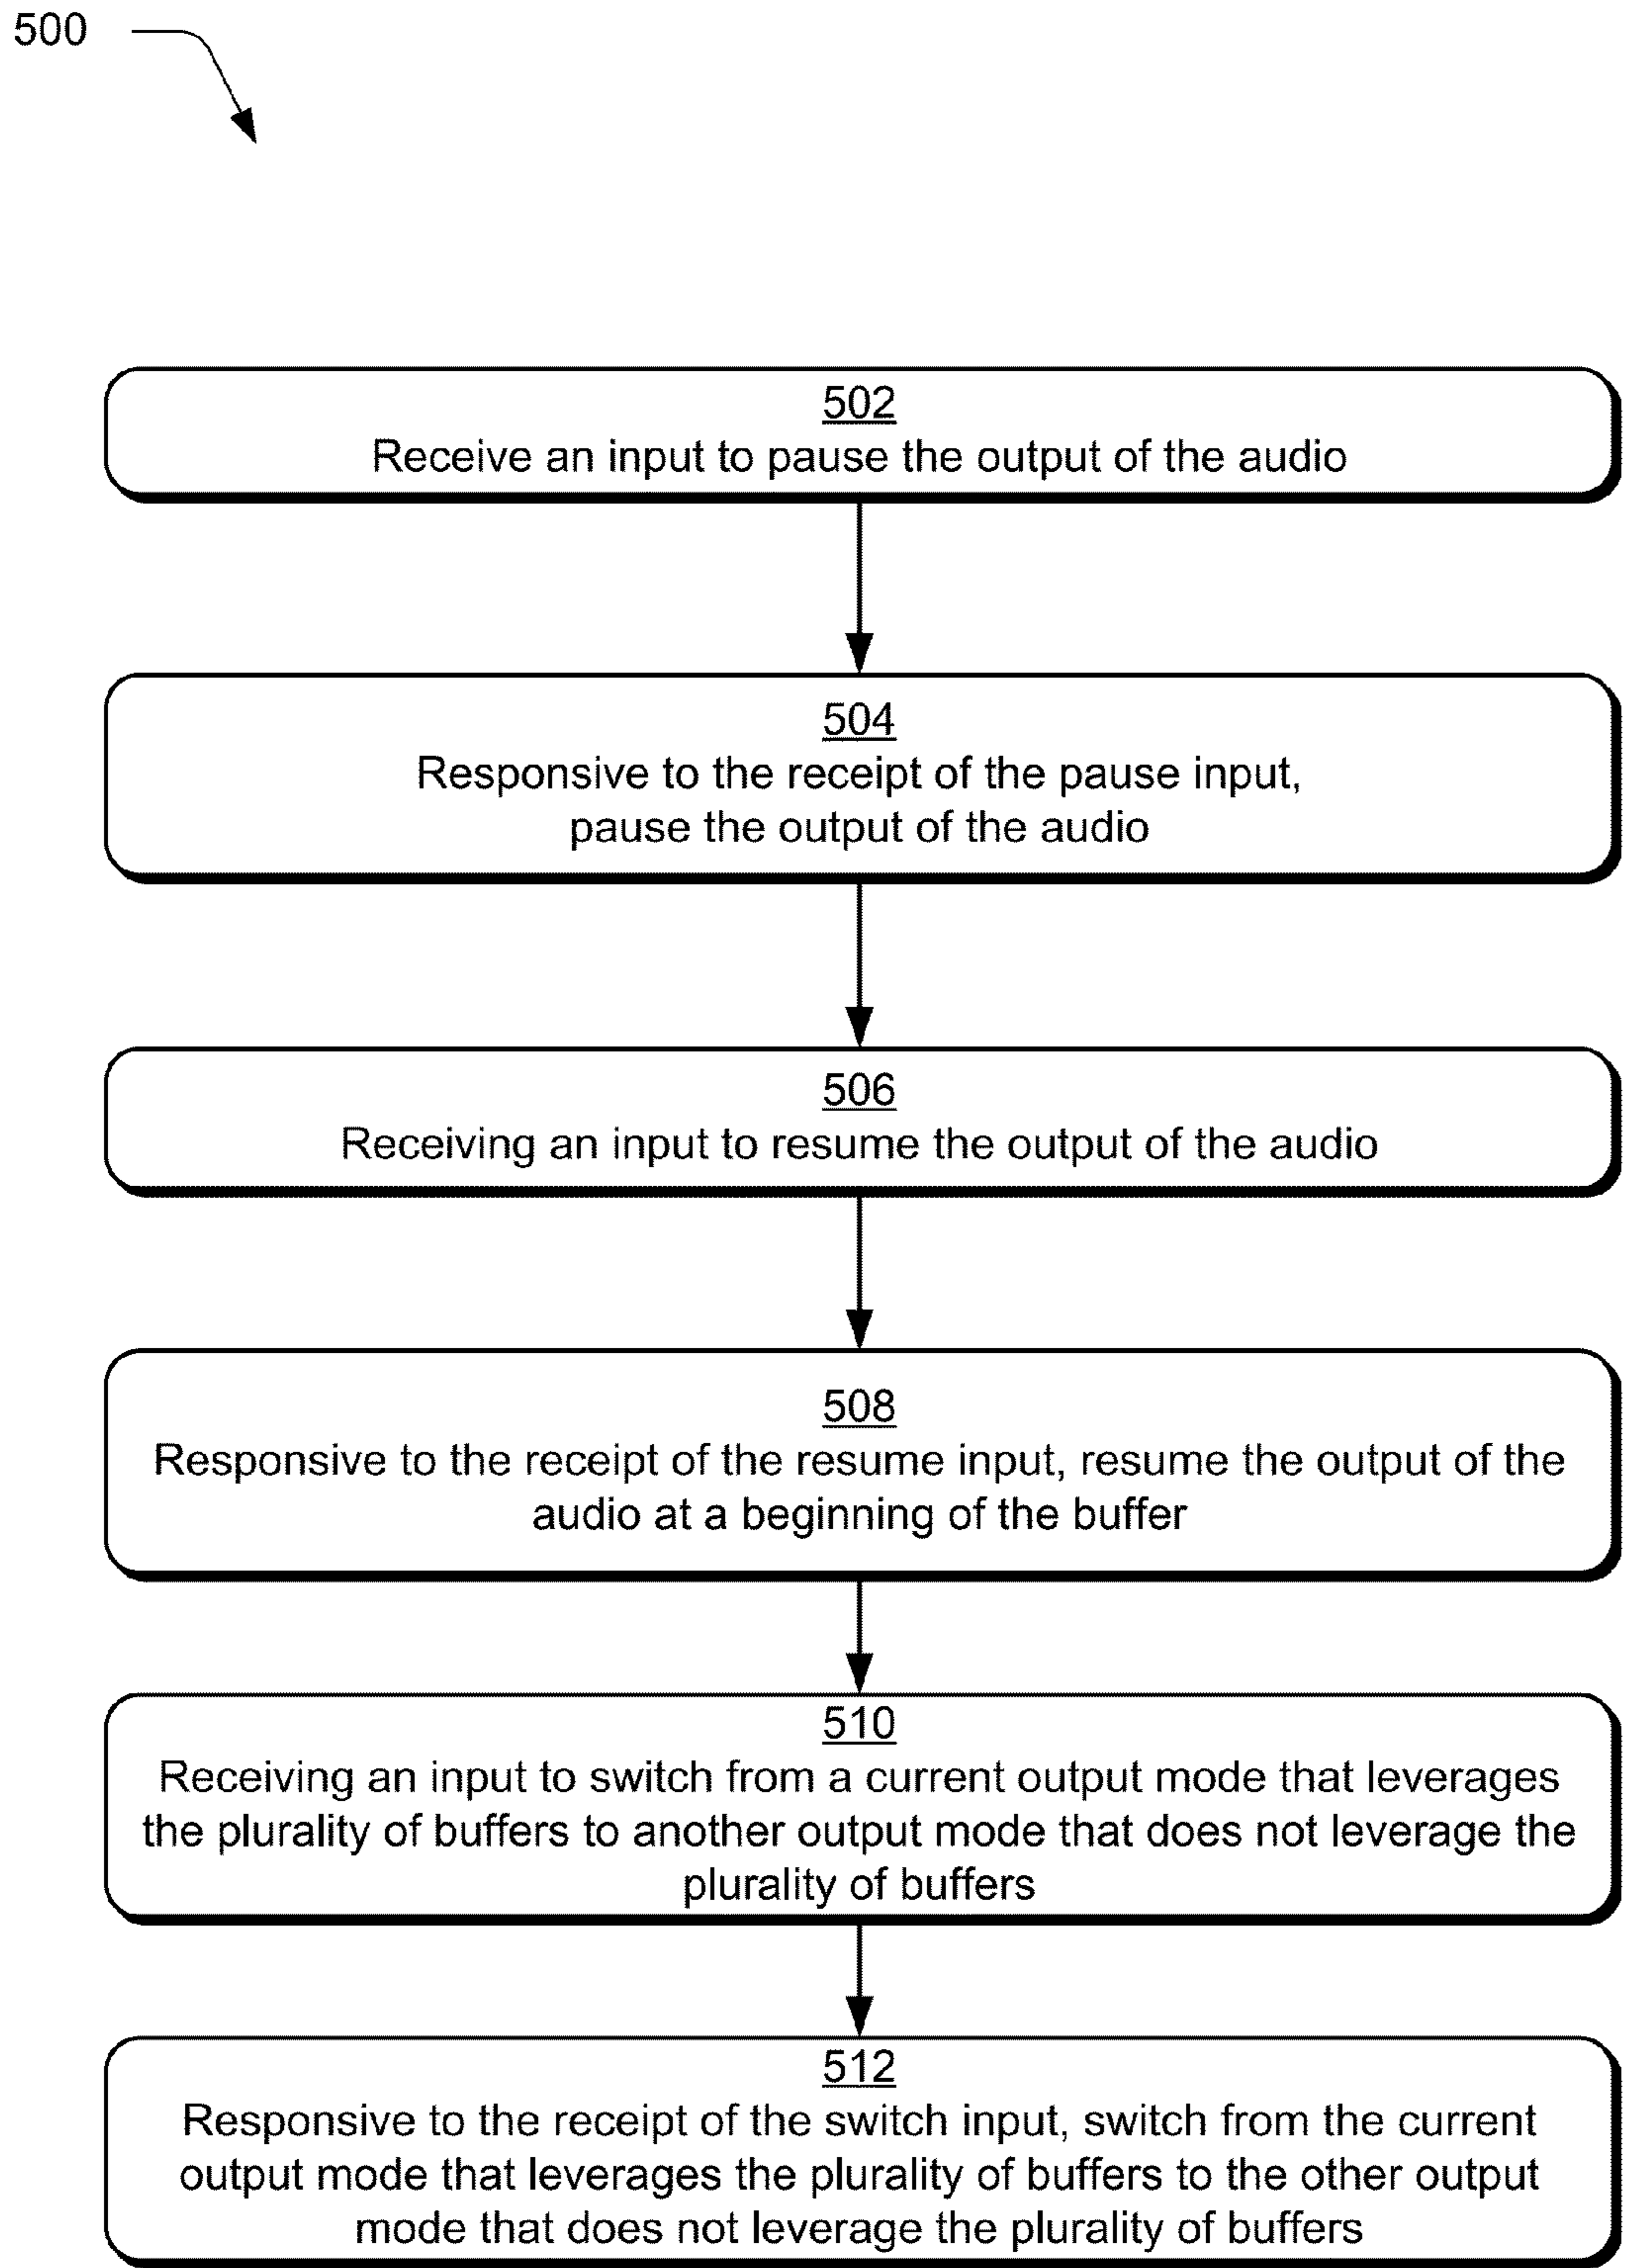 500
502
Receive an input to pause the output of the audio
504
Responsive to the receipt of the pause input,
pause the output of the audio
506
Receiving an input to resume the output of the audio
508
Responsive to the receipt of the resume input, resume the output of the
audio at a beginning of the buffer
510
Receiving an input to switch from a current output mode that leverages
the plurality of buffers to another output mode that does not leverage the
plurality of buffers
512
Responsive to the receipt of the switch input, switch from the current
output mode that leverages the plurality of buffers to the other output
mode that does not leverage the plurality of buffers